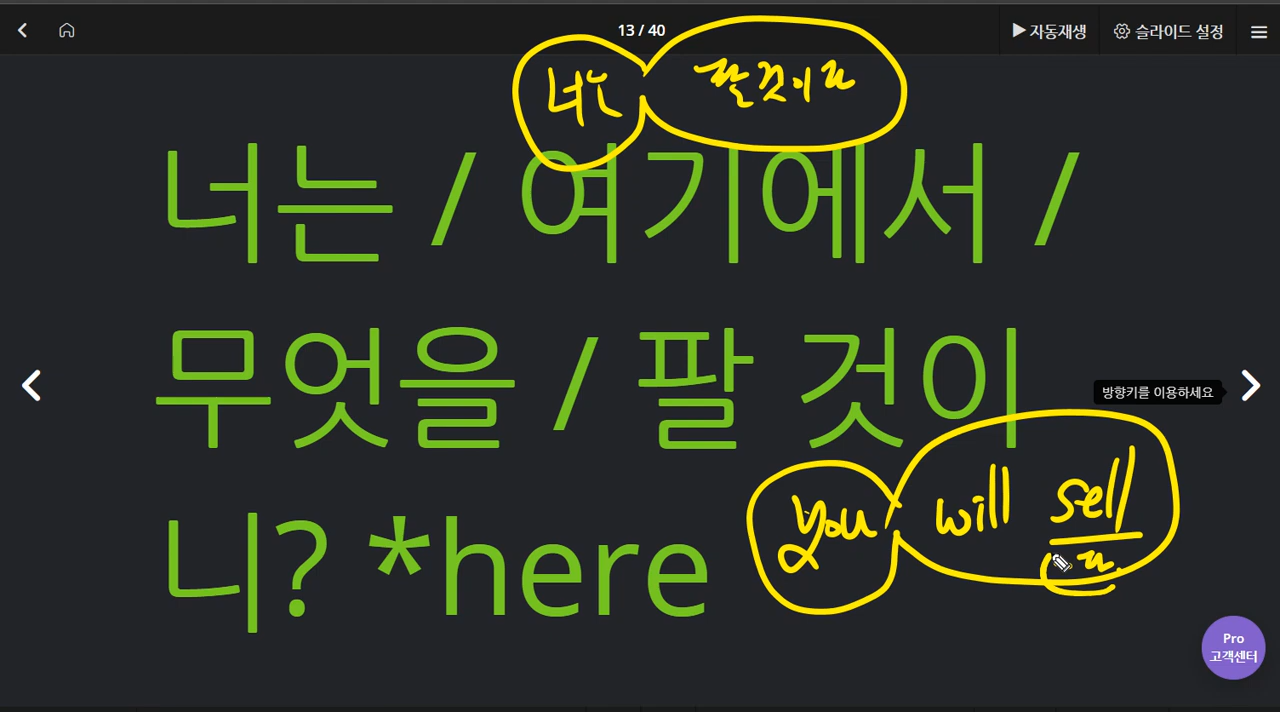 13 / 40
▶ 자동재생
슬라이드 설정
너는 팔것이다
너는 / 여기에서 /
무엇을 / 팔 것이
방향키를 이용하세요
니? *here
you will sell
Pro
고객센터